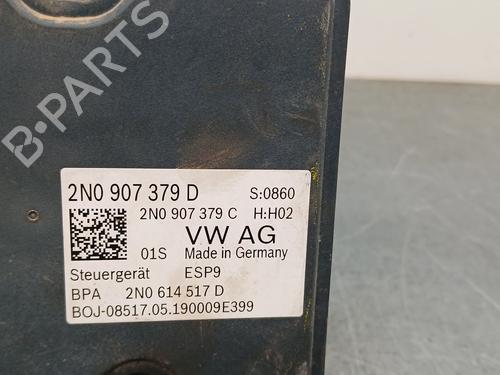 B-PARTS
2N0 907 379 D S:0860
2N0 907 379 C H:H02
01S VW AG
Made in Germany
Steuergerät ESP9
BPA 2N0 614 517 D
BOJ-08517.05.190009E399